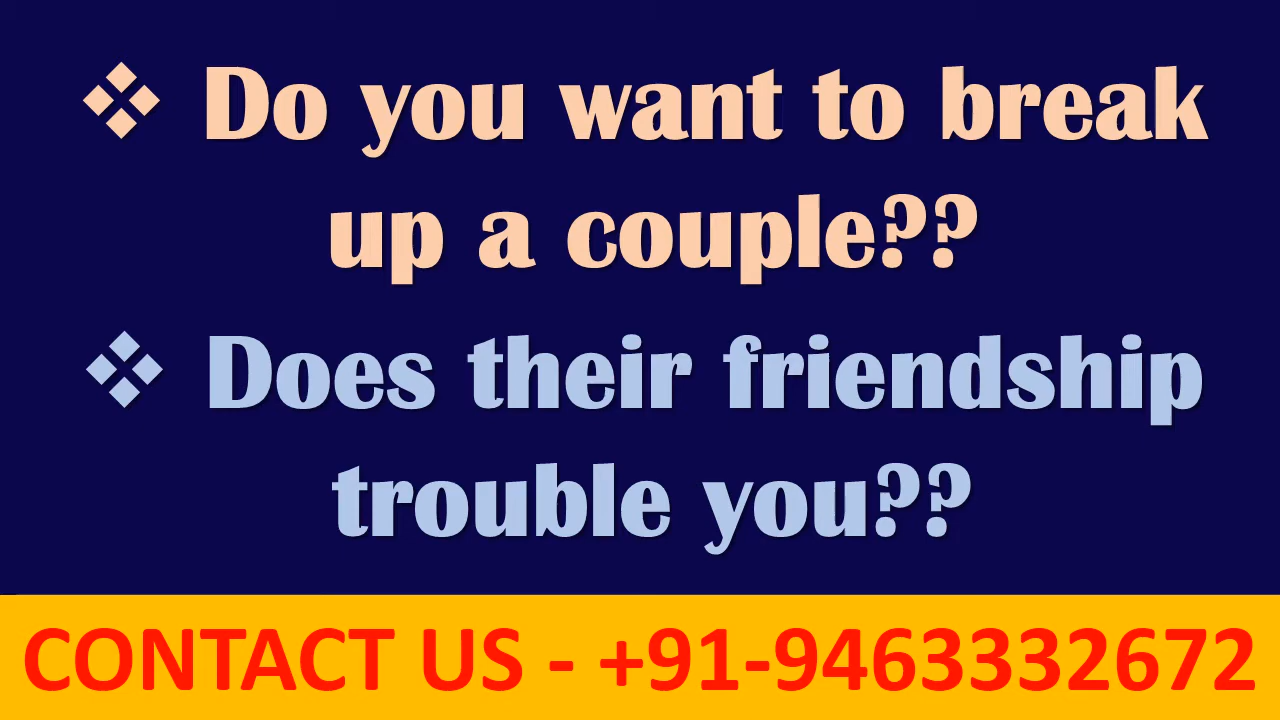 ❖ Do you want to break
up a couple??
❖ Does their friendship
trouble you??
CONTACT US - +91-9463332672